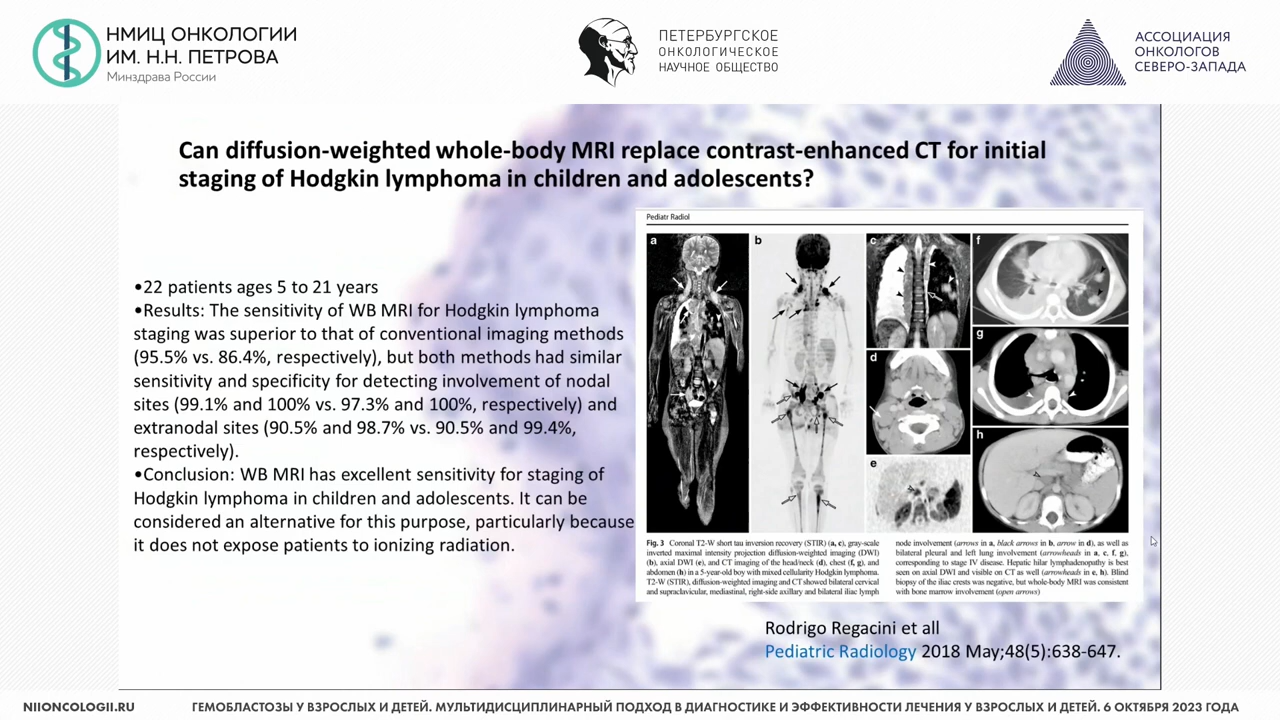 НМИЦ ОНКОЛОГИИ
ИМ. Н.Н. ПЕТРОВА
Минздрава России
ПЕТЕРБУРГСКОЕ
ОНКОЛОГИЧЕСКОЕ
НАУЧНОЕ ОБЩЕСТВО
АССОЦИАЦИЯ
ОНКОЛОГОВ
СЕВЕРО-ЗАПАДА
Can diffusion-weighted whole-body MRI replace contrast-enhanced CT for initial
staging of Hodgkin lymphoma in children and adolescents?
•22 patients ages 5 to 21 years
•Results: The sensitivity of WB MRI for Hodgkin lymphoma
staging was superior to that of conventional imaging methods
(95.5% vs. 86.4%, respectively), but both methods had similar
sensitivity and specificity for detecting involvement of nodal
sites (99.1% and 100% vs. 97.3% and 100%, respectively) and
extranodal sites (90.5% and 98.7% vs. 90.5% and 99.4%,
respectively).
•Conclusion: WB MRI has excellent sensitivity for staging of
Hodgkin lymphoma in children and adolescents. It can be
considered an alternative for this purpose, particularly because
it does not expose patients to ionizing radiation.
Pediatr Radiol
a
b
c
d
e
f
g
h
Fig. 3 Coronal T2-W short tau inversion recovery (STIR) (a, c), gray-scale
inverted maximal intensity projection diffusion-weighted imaging (DWI)
(b), axial DWI (e), and CT imaging of the head/neck (d), chest (f, g), and
abdomen (h) in a 5-year-old boy with mixed cellularity Hodgkin lymphoma.
T2-W (STIR), diffusion-weighted imaging and CT showed bilateral cervical
and supraclavicular, mediastinal, right-side axillary and bilateral iliac lymph
node involvement (arrows in a, black arrows in b, arrow in d), as well as
bilateral pleural and left lung involvement (arrowheads in a, c, f, g),
corresponding to stage IV disease. Hepatic hilar lymphadenopathy is best
seen on axial DWI and visible on CT as well (arrowheads in e, h). Blind
biopsy of the iliac crests was negative, but whole-body MRI was consistent
with bone marrow involvement (open arrows)
Rodrigo Regacini et all
Pediatric Radiology 2018 May;48(5):638-647.
NIIONCOLOGII.RU
ГЕМОБЛАСТОЗЫ У ВЗРОСЛЫХ И ДЕТЕЙ. МУЛЬТИДИСЦИПЛИНАРНЫЙ ПОДХОД В ДИАГНОСТИКЕ И ЭФФЕКТИВНОСТИ ЛЕЧЕНИЯ У ВЗРОСЛЫХ И ДЕТЕЙ. 6 ОКТЯБРЯ 2023 ГОДА